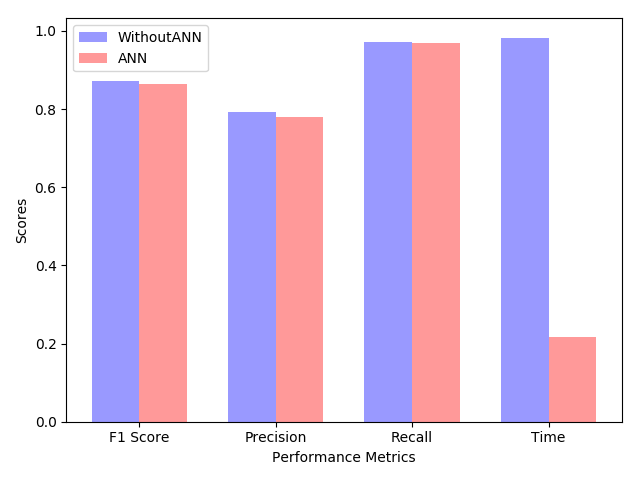 WithoutANN
ANN
1.0
0.8
0.6
0.4
0.2
0.0
Scores
F1 Score
Precision
Recall
Time
Performance Metrics